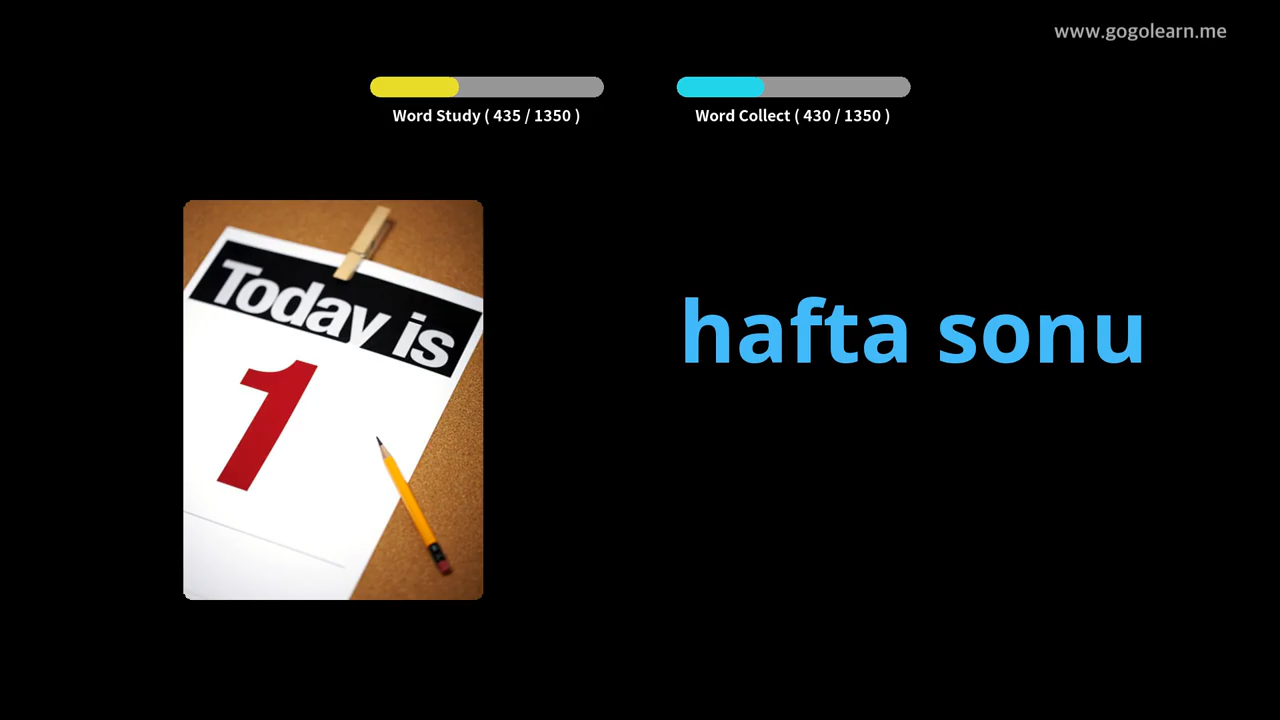 www.gogolearn.me
Word Study ( 435 / 1350 )
Word Collect ( 430 / 1350 )
Today is
1
hafta sonu